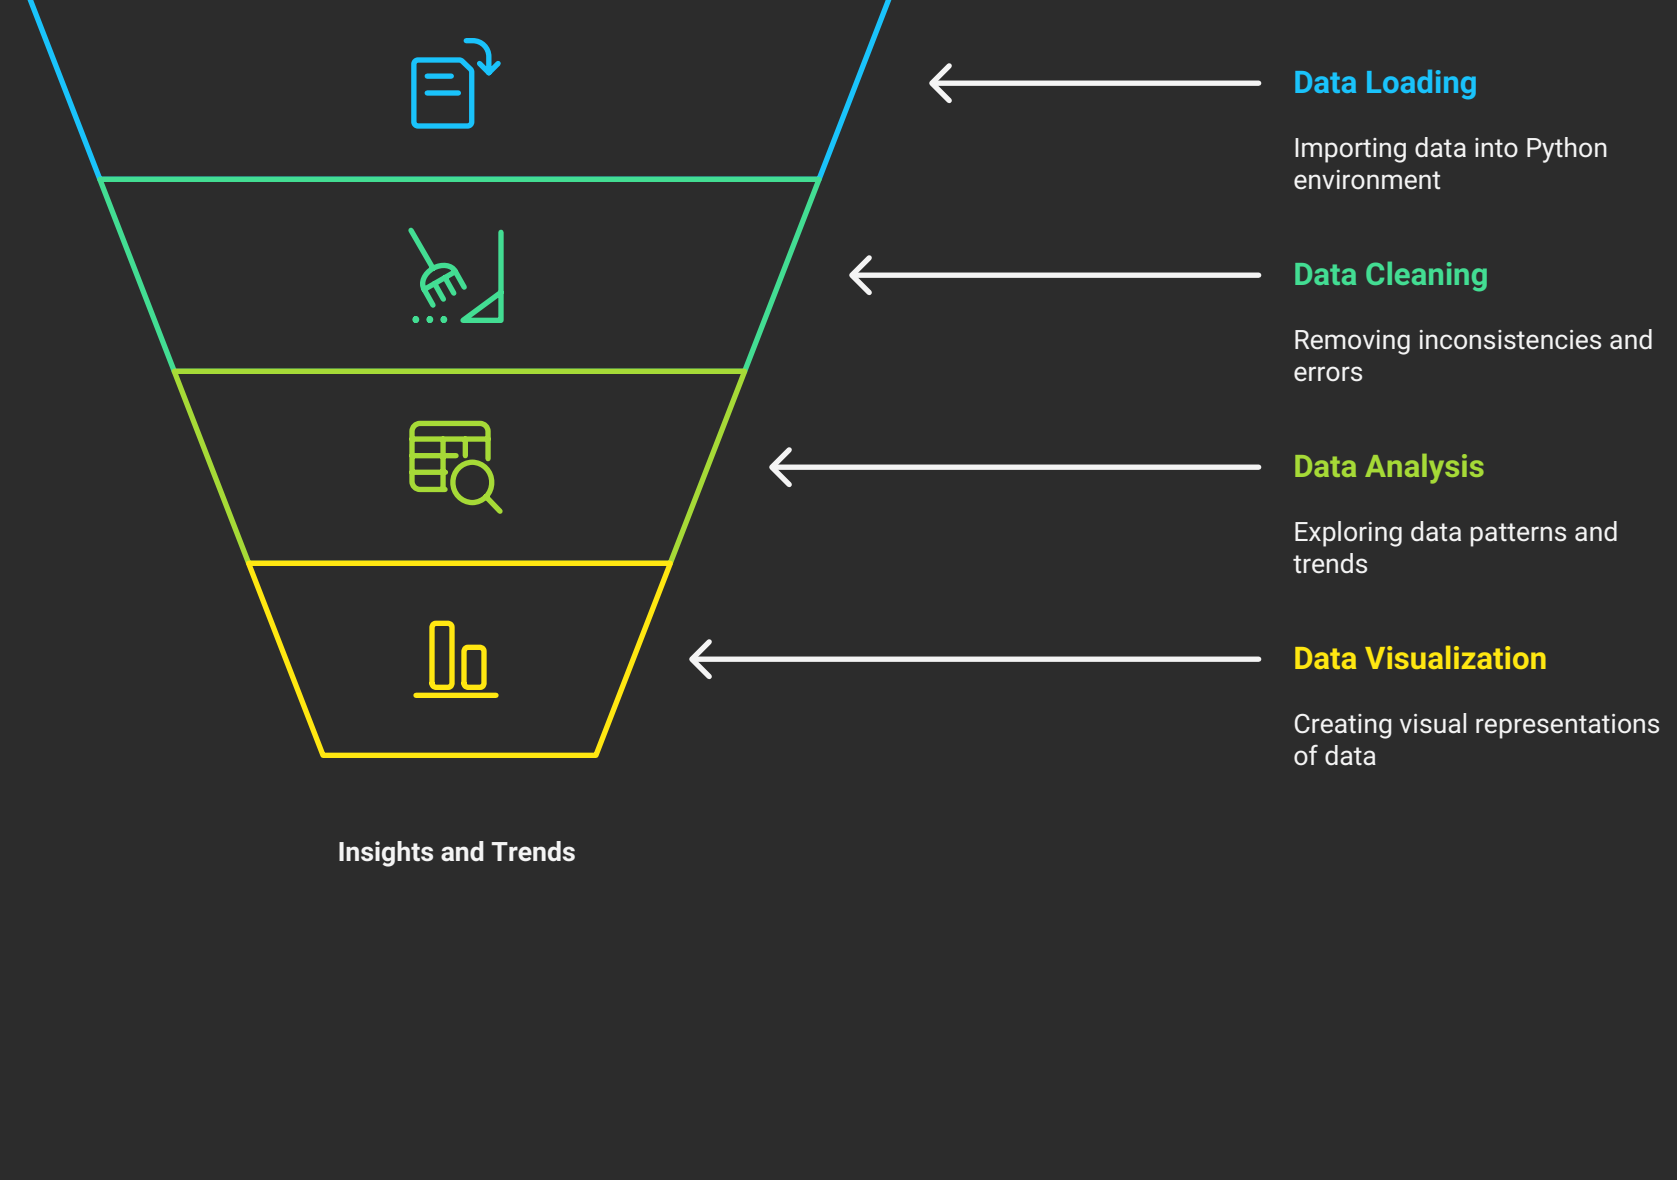 Data Loading
Importing data into Python
environment
Data Cleaning
Removing inconsistencies and
errors
Data Analysis
Exploring data patterns and
trends
Data Visualization
Creating visual representations
of data
Insights and Trends